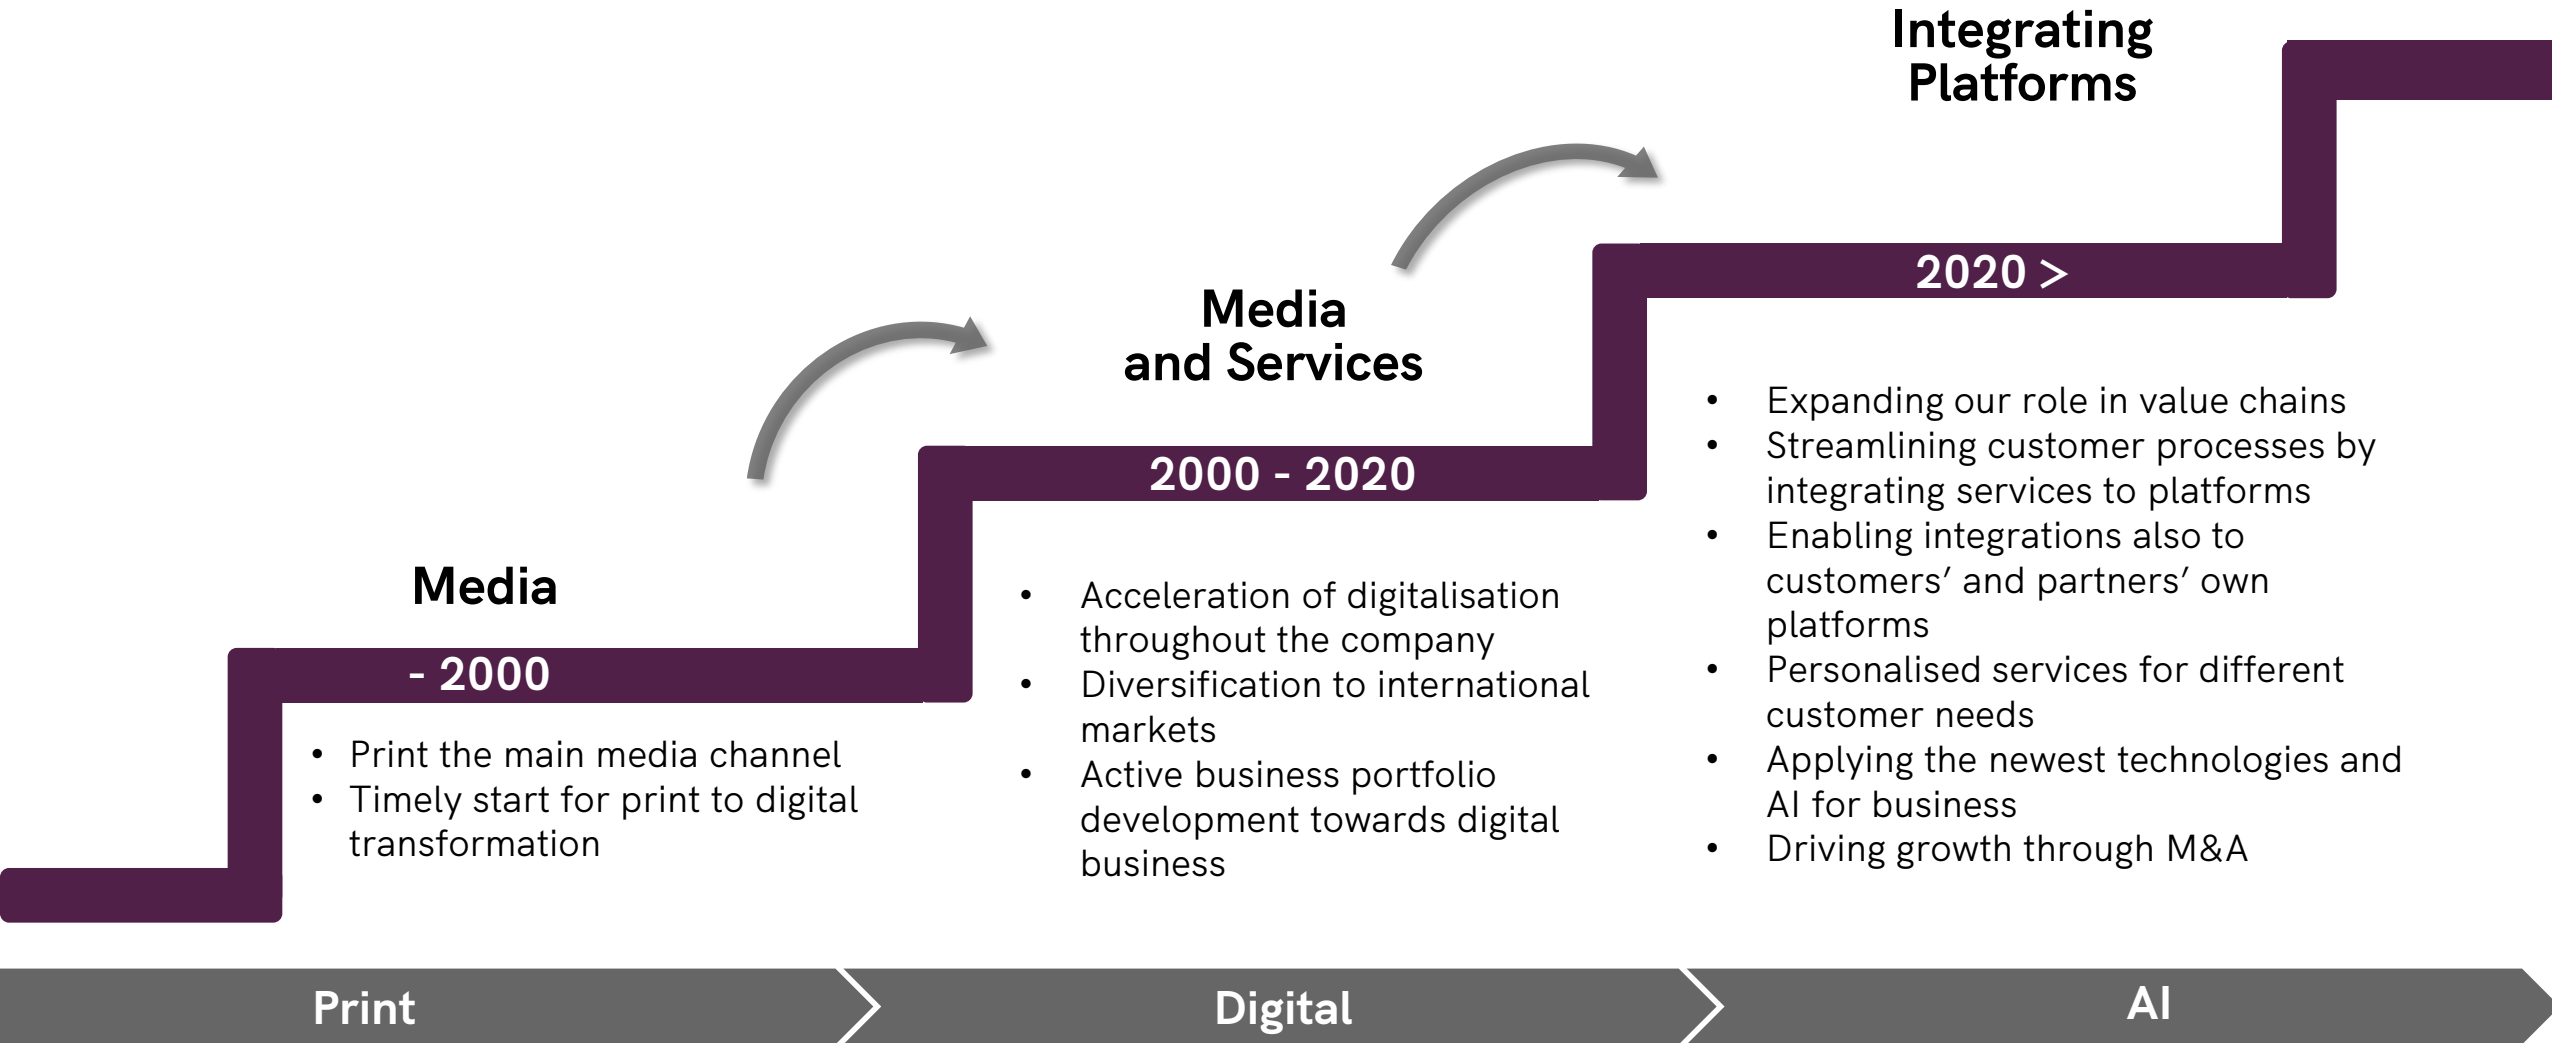 Media
- 2000
• Print the main media channel
• Timely start for print to digital
transformation
Media
and Services
2000 - 2020
• Acceleration of digitalisation
throughout the company
• Diversification to international
markets
• Active business portfolio
development towards digital
business
Integrating
Platforms
2020 >
• Expanding our role in value chains
• Streamlining customer processes by
integrating services to platforms
• Enabling integrations also to
customers’ and partners’ own
platforms
• Personalised services for different
customer needs
• Applying the newest technologies and
AI for business
• Driving growth through M&A
Print
Digital
AI